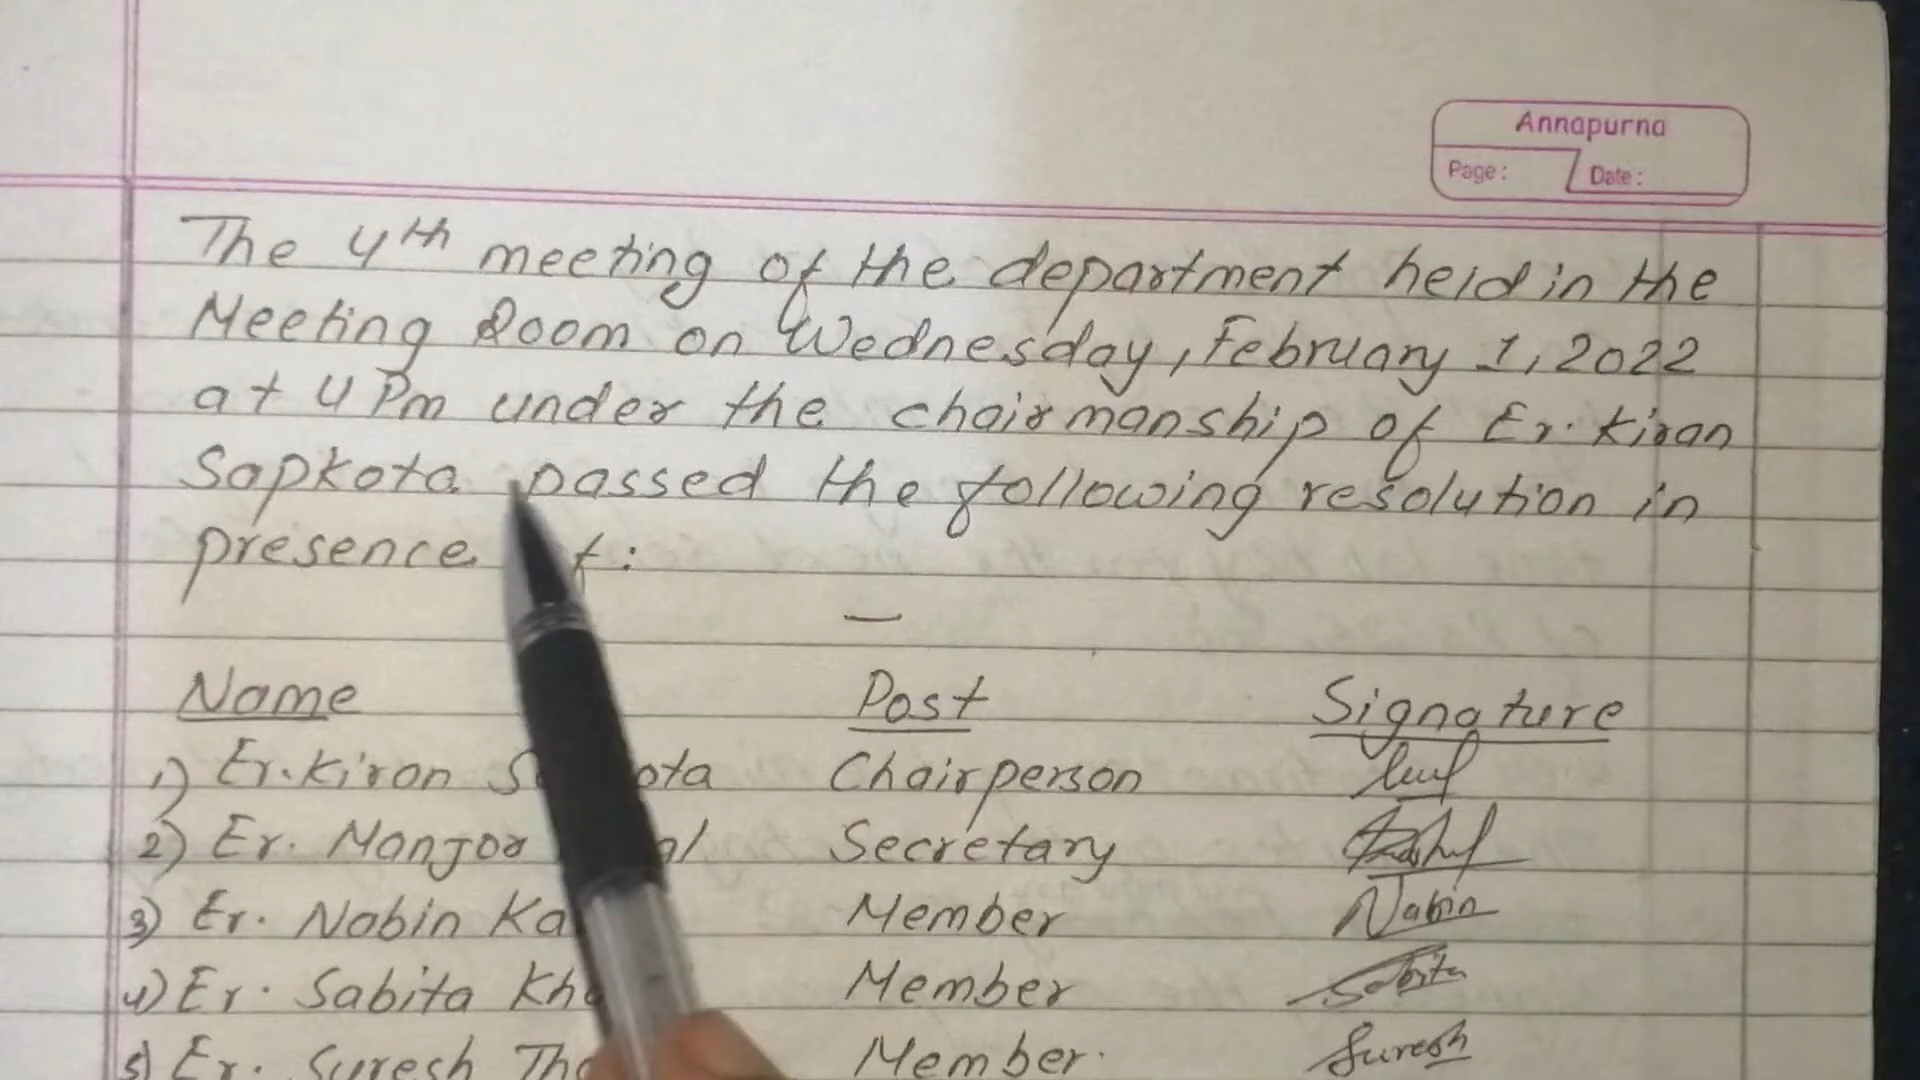 Annapurna
Page: Date:
The 4th meeting of the department held in the
Meeting Room on Wednesday, February 1, 2022
at 4 Pm under the chairmanship of Er. Kiran
Sapkota passed the following resolution in
presence :
Name Post Signature
1) Er. Kiran Chairperson
2) Er. Manjor Secretary
3) Er. Nabin Member Nabin
4) Er. Sabita Member Sabita
5) Er. Suresh Member. Suresh